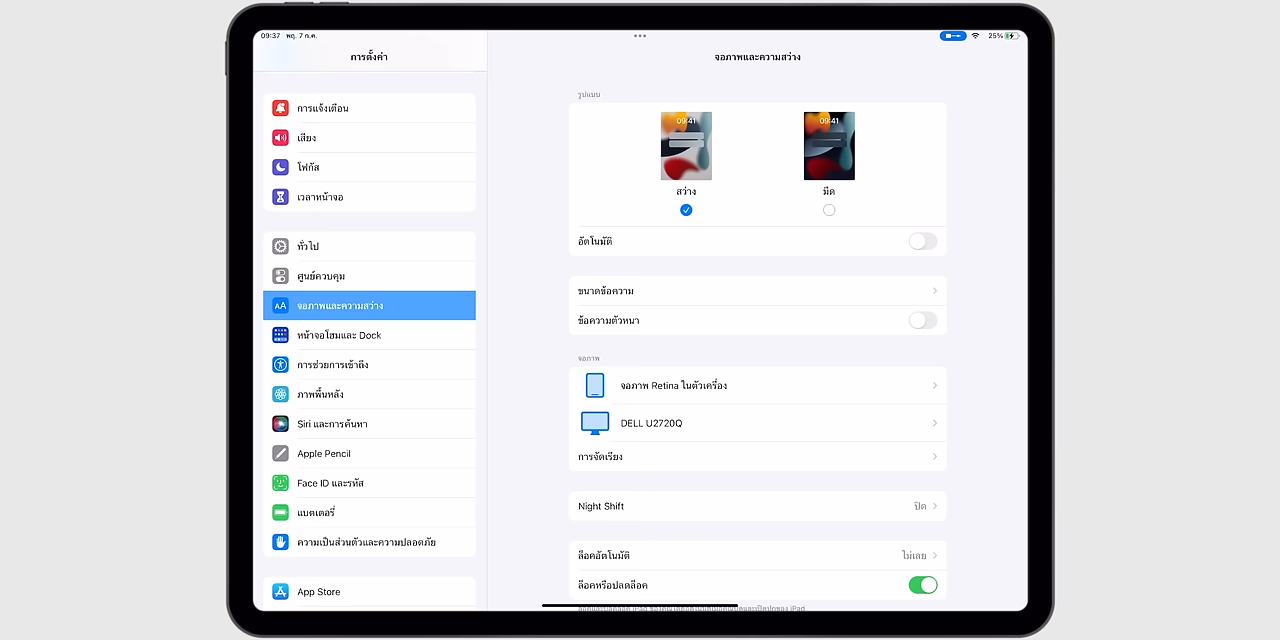 09:37 พฤ. 7 ก.ค.
25%
การตั้งค่า
การแจ้งเตือน
เสียง
โฟกัส
เวลาหน้าจอ
ทั่วไป
ศูนย์ควบคุม
AA จอภาพและความสว่าง
หน้าจอโฮมและ Dock
การช่วยการเข้าถึง
ภาพพื้นหลัง
Siri และการค้นหา
Apple Pencil
Face ID และรหัส
แบตเตอรี่
ความเป็นส่วนตัวและความปลอดภัย
App Store
จอภาพและความสว่าง
รูปแบบ
09:41 09:41
สว่าง มืด
อัตโนมัติ
ขนาดข้อความ
ข้อความตัวหนา
จอภาพ
จอภาพ Retina ในตัวเครื่อง
DELL U2720Q
การจัดเรียง
Night Shift ปิด
ล็อคอัตโนมัติ ไม่เลย
ล็อคหรือปลดล็อค